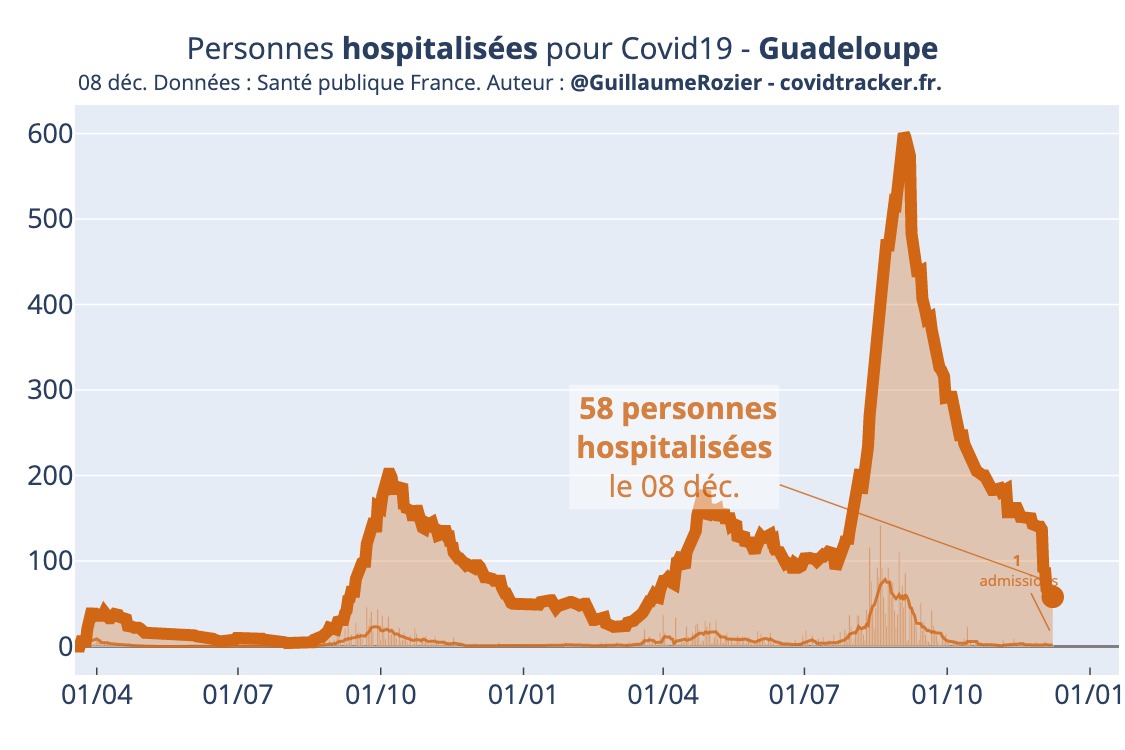 Personnes hospitalisées pour Covid19 - Guadeloupe
08 déc. Données : Santé publique France. Auteur : @GuillaumeRozier - covidtracker.fr.
600
500
400
300
200
100
0
58 personnes
hospitalisées
le 08 déc.
1
admissions
01/04
01/07
01/10
01/01
01/04
01/07
01/10
01/01